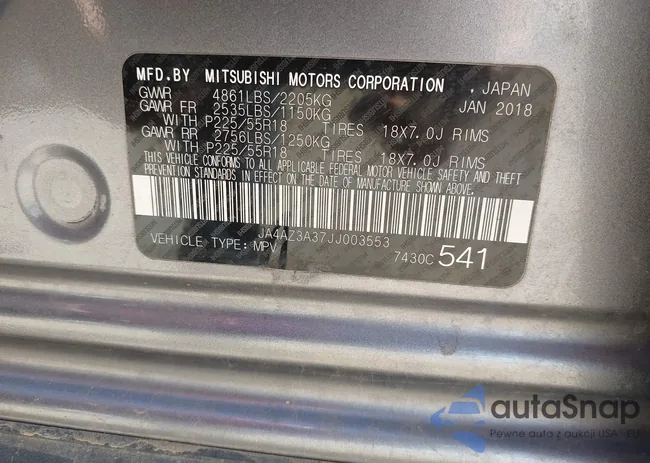 MFD.BY MITSUBISHI MOTORS CORPORATION , JAPAN
GVWR 4861LBS/2205KG JAN 2018
GAWR FR 2535LBS/1150KG
WITH P225/55R18 TIRES 18X7.0J RIMS
GAWR RR 2756LBS/1250KG
WITH P225/55R18 TIRES 18X7.0J RIMS
THIS VEHICLE CONFORMS TO ALL APPLICABLE FEDERAL MOTOR VEHICLE SAFETY AND THEFT
PREVENTION STANDARDS IN EFFECT ON THE DATE OF MANUFACTURE SHOWN ABOVE.
JA4AZ3A37JJ003553
VEHICLE TYPE: MPV 7430C 541
autaSnap
Pewne auta z aukcji USA - EU